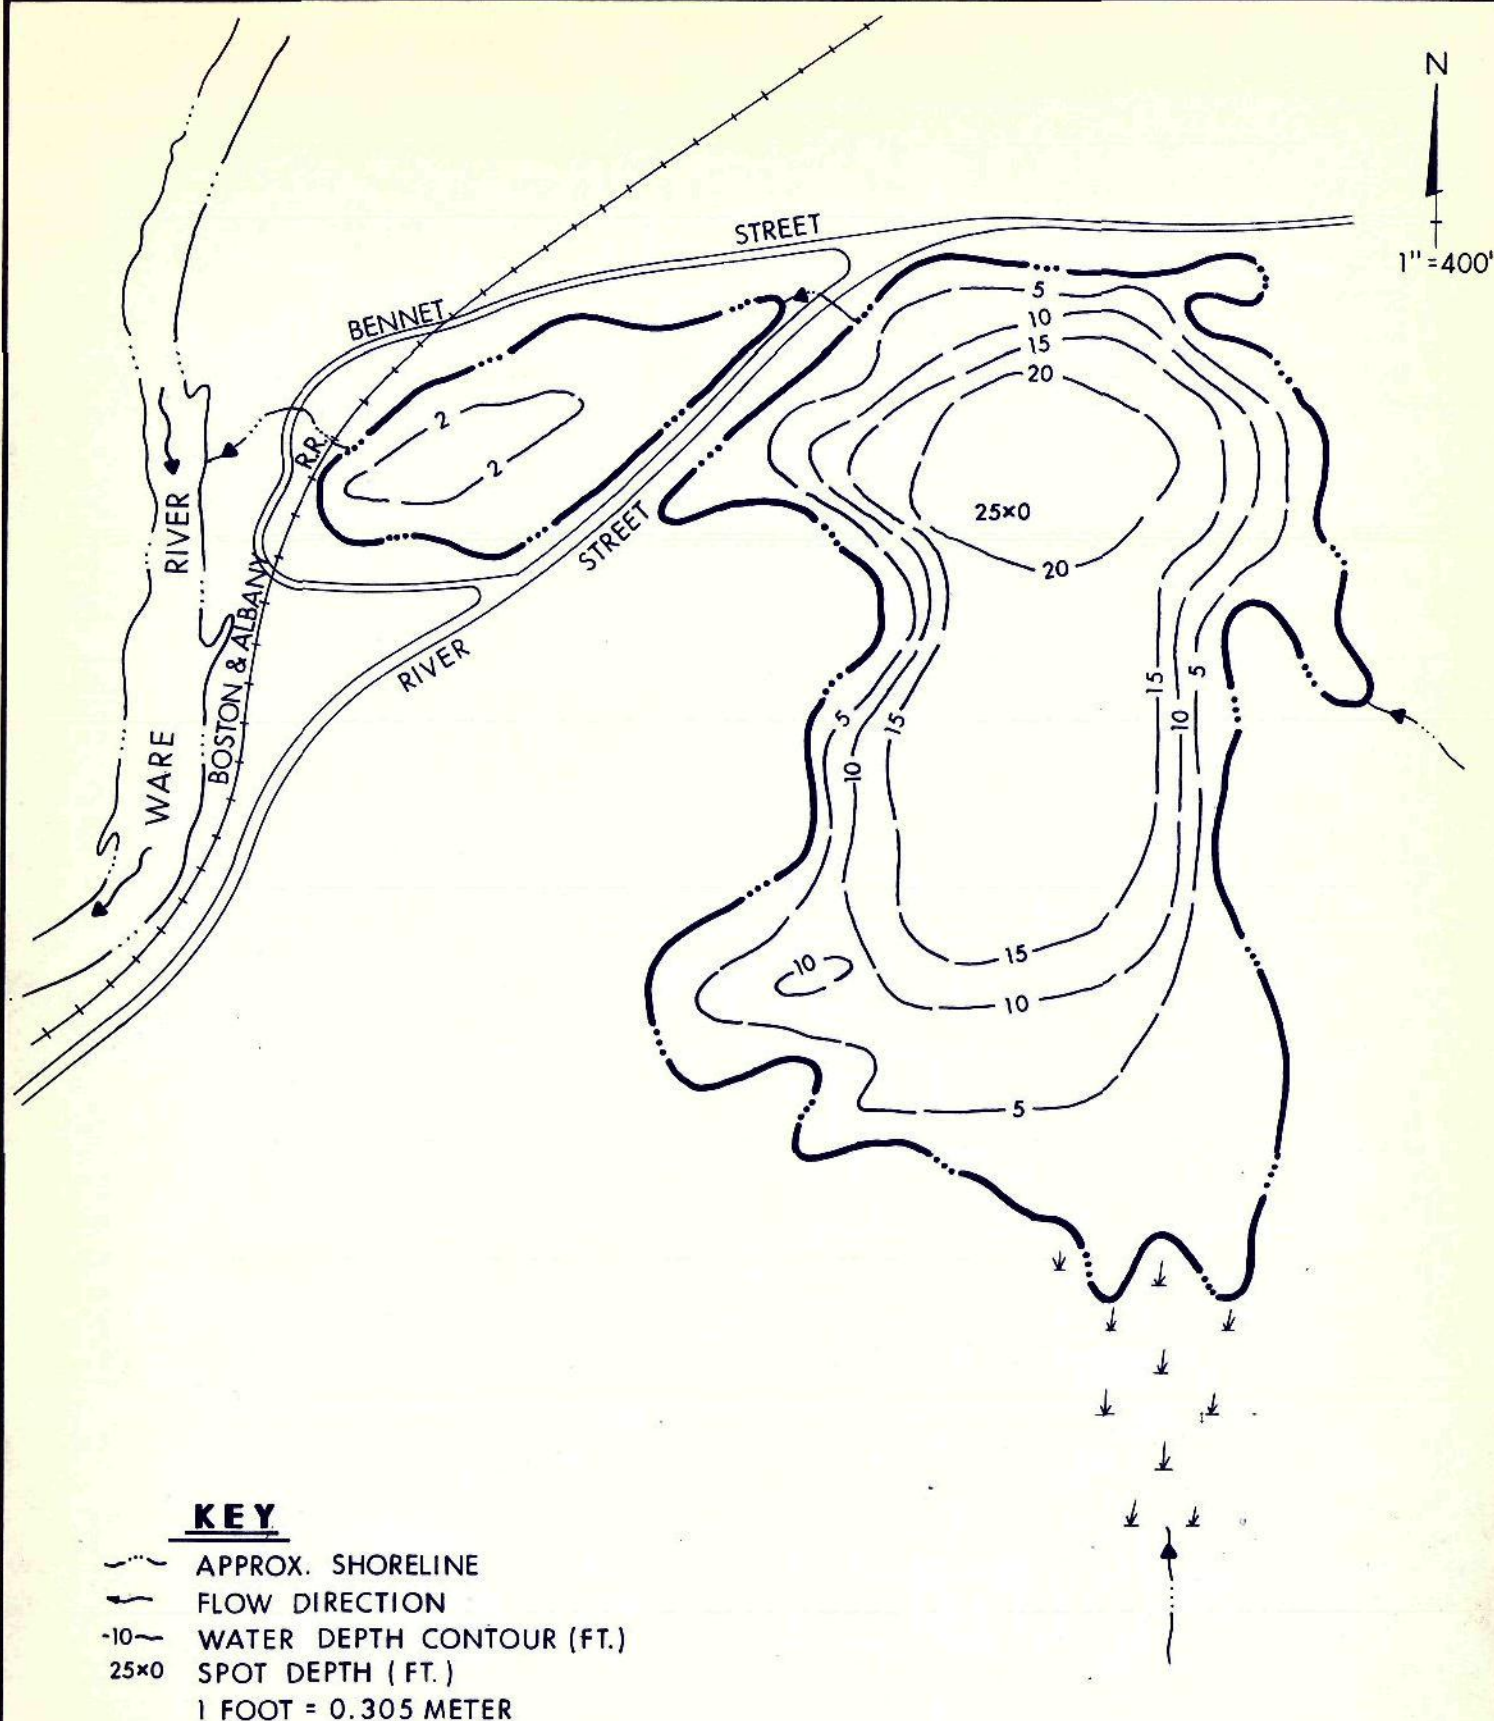 N
1"=400'
STREET
BENNET
5
10
15
20
2
2
R.R.
25×0
20
RIVER
STREET
RIVER
BOSTON & ALBANY
WARE
5
15
10
15
5
10
15
10
10
5
KEY
APPROX. SHORELINE
FLOW DIRECTION
-10~ WATER DEPTH CONTOUR (FT.)
25×0 SPOT DEPTH (FT.)
1 FOOT = 0.305 METER